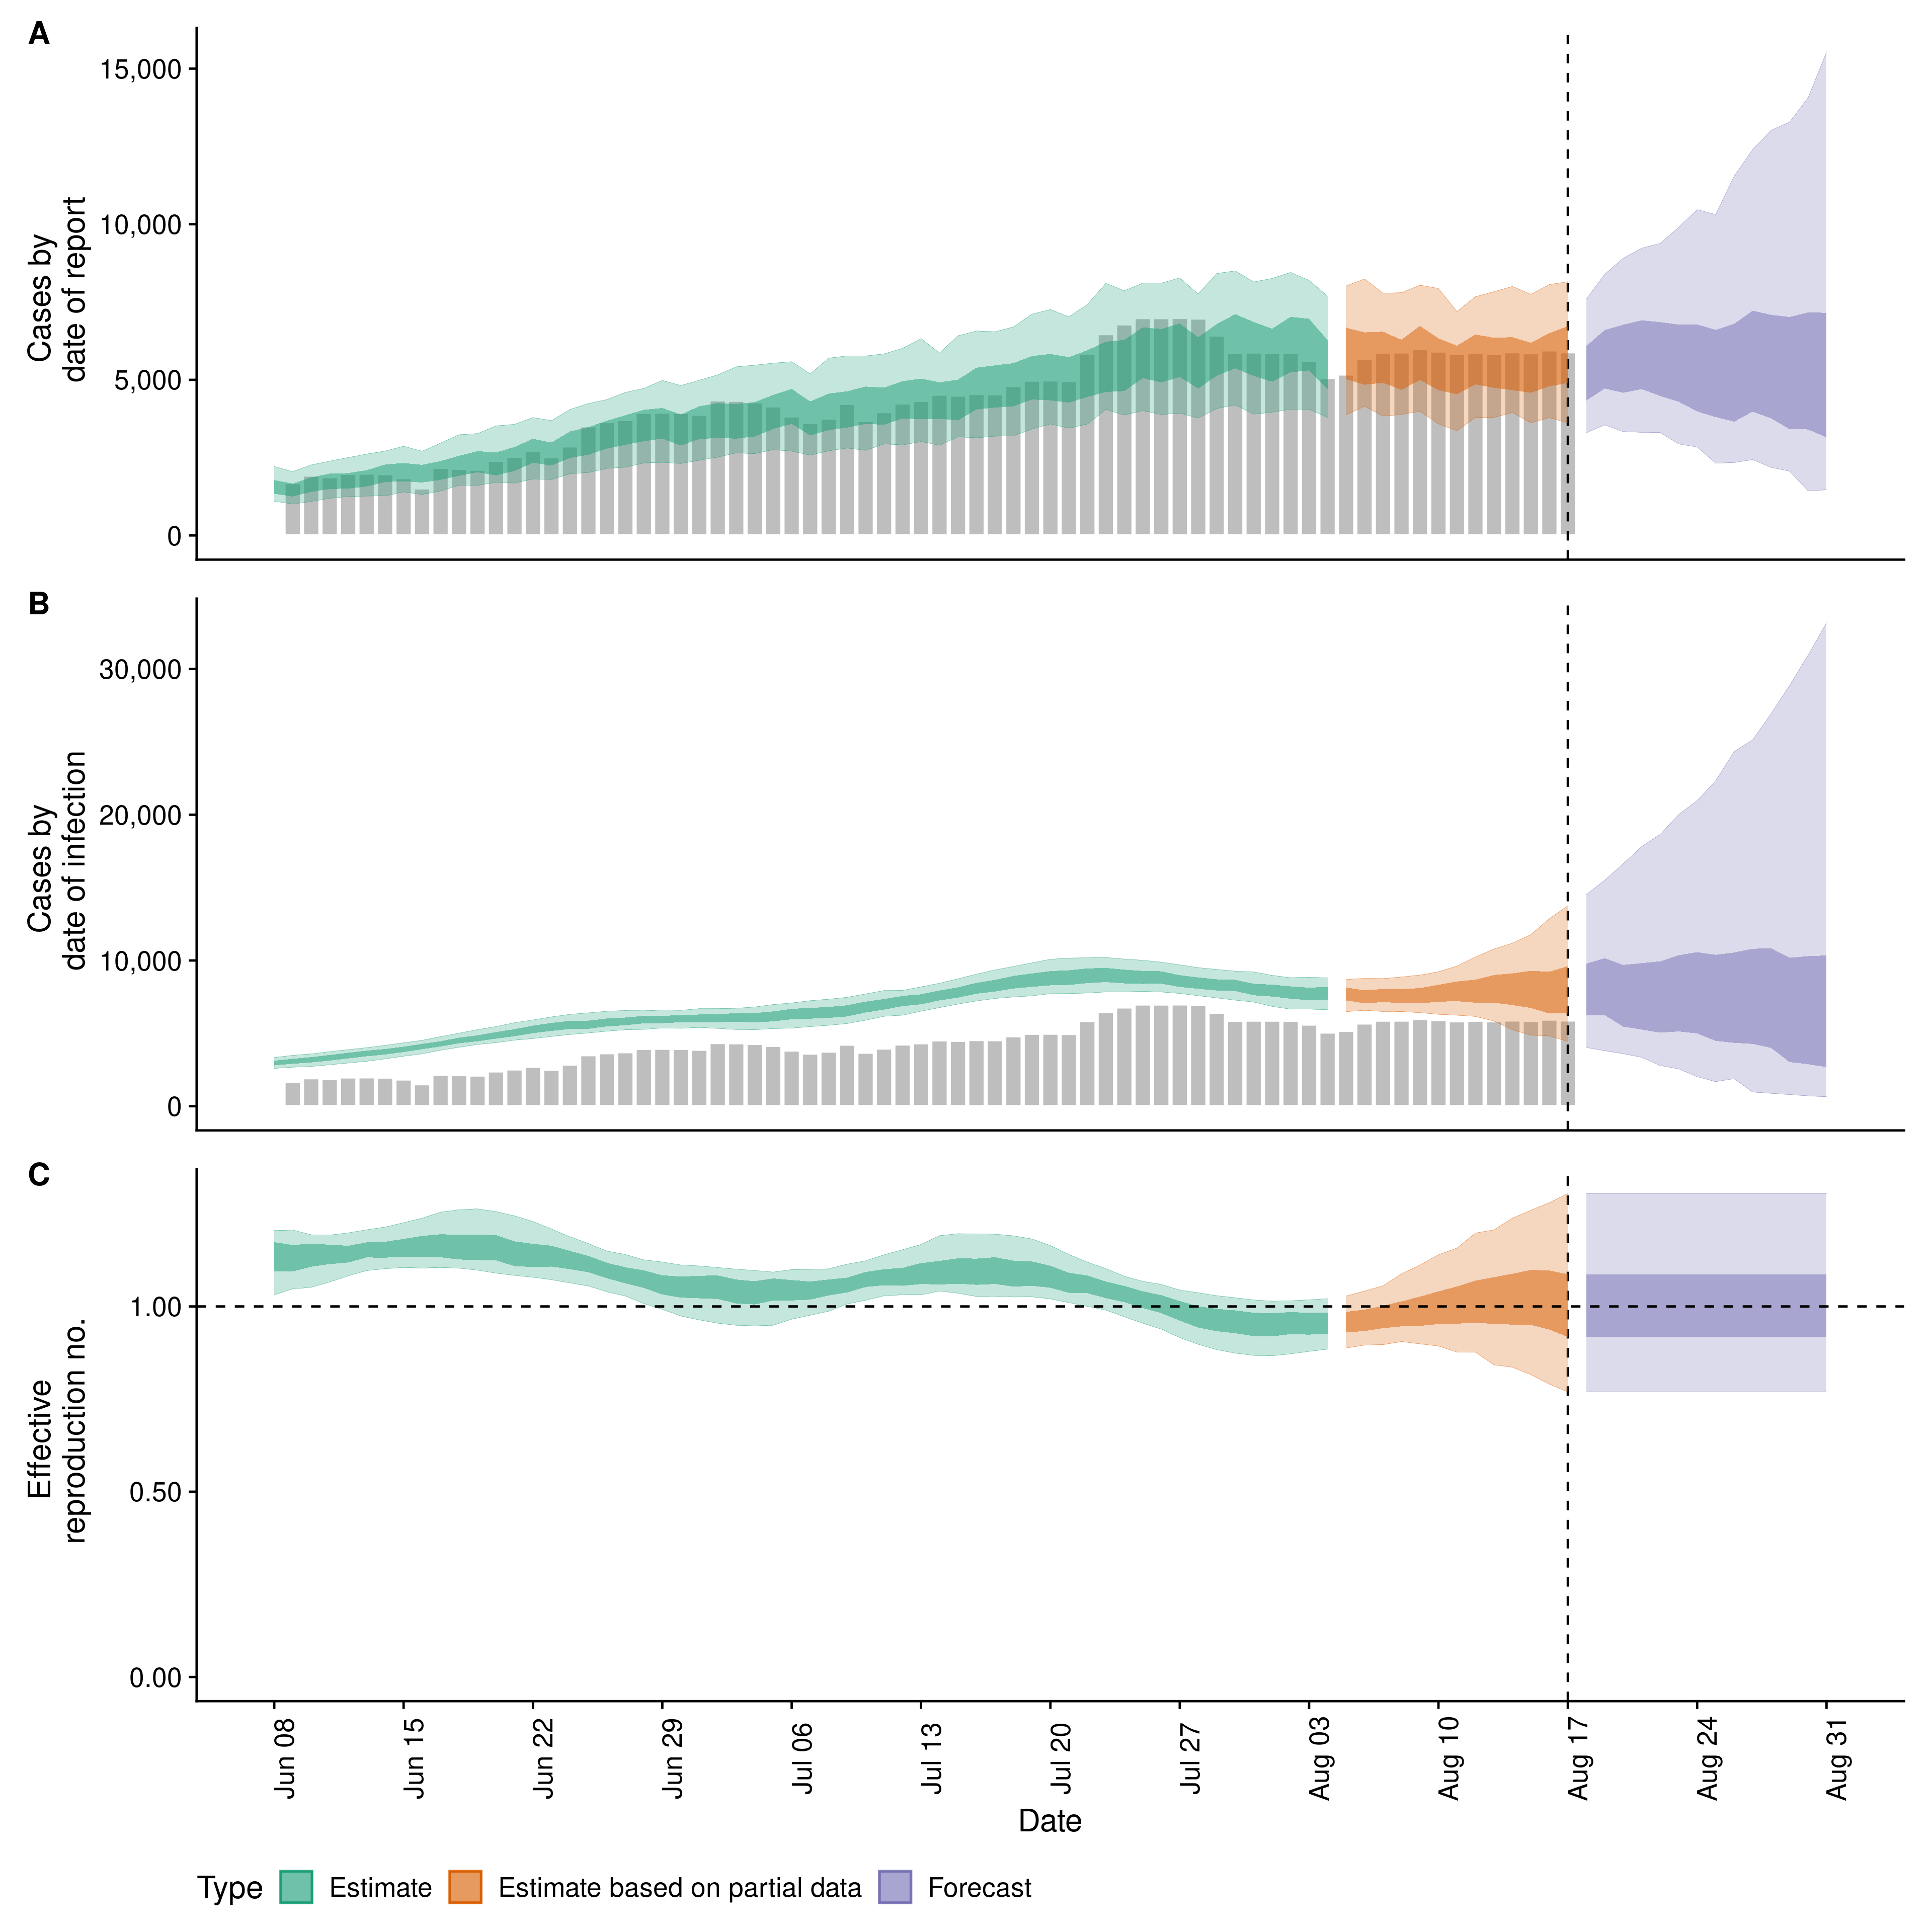 A
15,000
10,000
5,000
0
Cases by
date of report
B
30,000
20,000
10,000
0
Cases by
date of infection
C
1.00
0.50
0.00
Effective
reproduction no.
Jun 08
Jun 15
Jun 22
Jun 29
Jul 06
Jul 13
Jul 20
Jul 27
Aug 03
Aug 10
Aug 17
Aug 24
Aug 31
Date
Type Estimate Estimate based on partial data Forecast